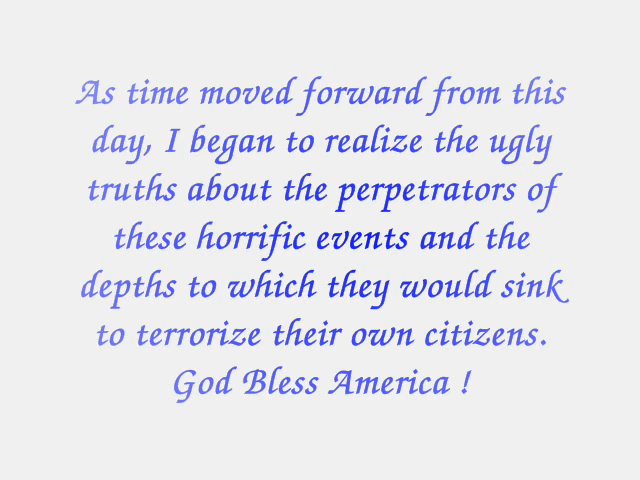 As time moved forward from this
day, I began to realize the ugly
truths about the perpetrators of
these horrific events and the
depths to which they would sink
to terrorize their own citizens.
God Bless America !